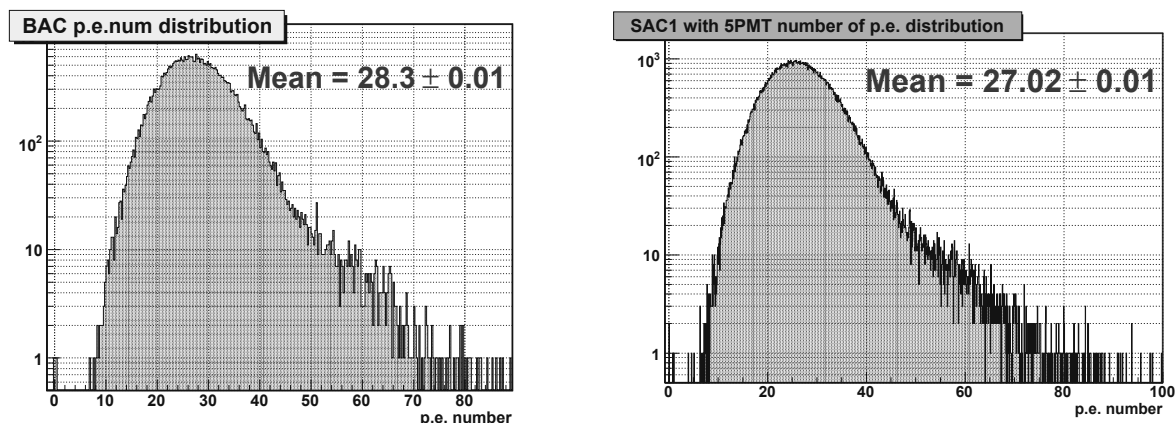 BAC p.e.num distribution
Mean = 28.3 ± 0.01
10²
10
1
0 10 20 30 40 50 60 70 80
p.e. number
SAC1 with 5PMT number of p.e. distribution
Mean = 27.02 ± 0.01
10³
10²
10
1
0 20 40 60 80 100
p.e. number